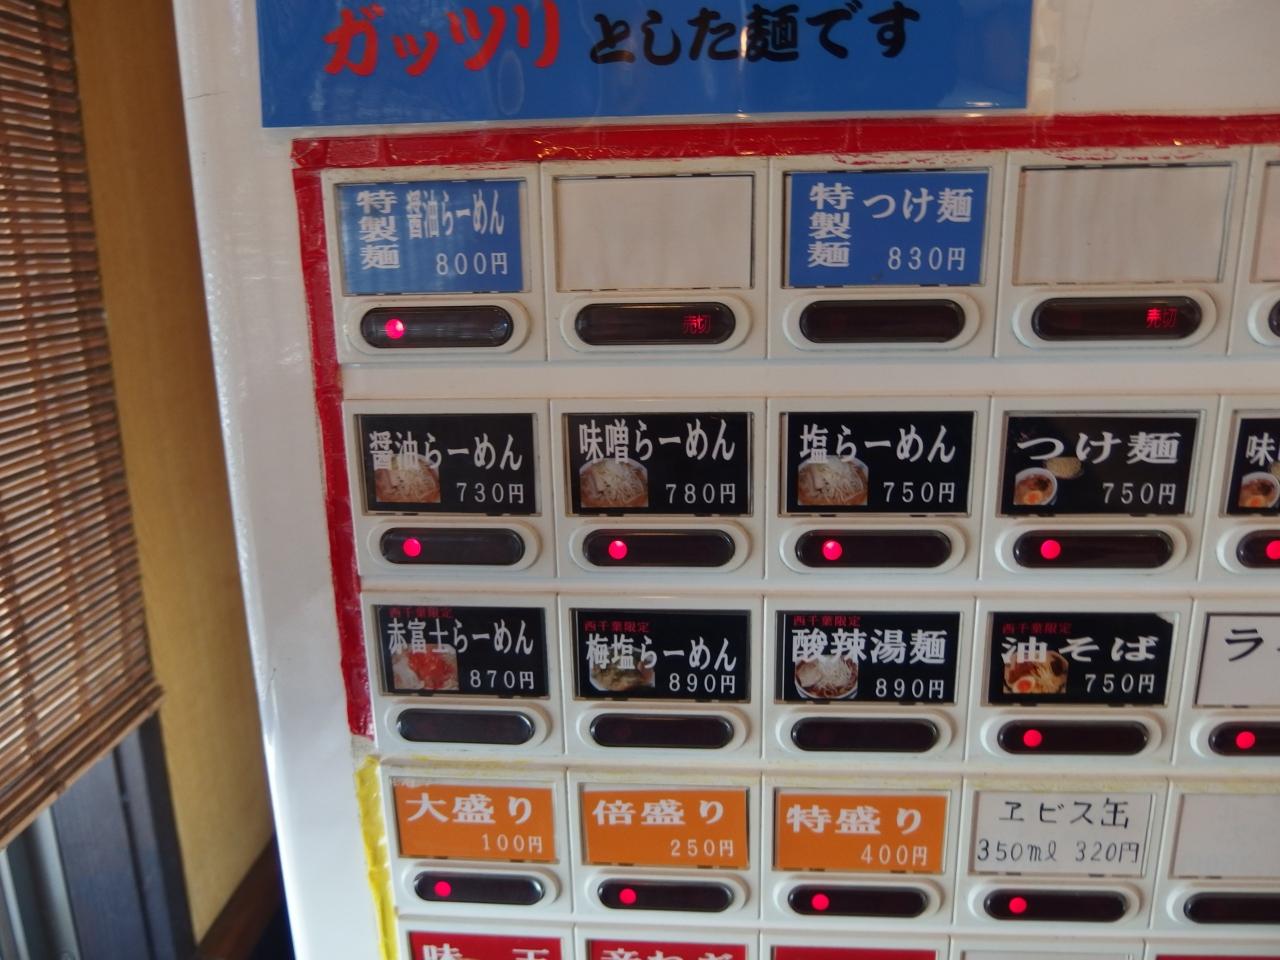 ガッツリとした麺です
特製麺 醤油らーめん
800円
特製麺 つけ麺
830円
売切
売切
醤油らーめん
730円
味噌らーめん
780円
塩らーめん
750円
つけ麺
750円
味
西千葉限定
赤富士らーめん
870円
西千葉限定
梅塩らーめん
890円
西千葉限定
酸辣湯麺
890円
西千葉限定
油そば
750円
ラ
大盛り
100円
倍盛り
250円
特盛り
400円
ヱビス缶
350ml 320円